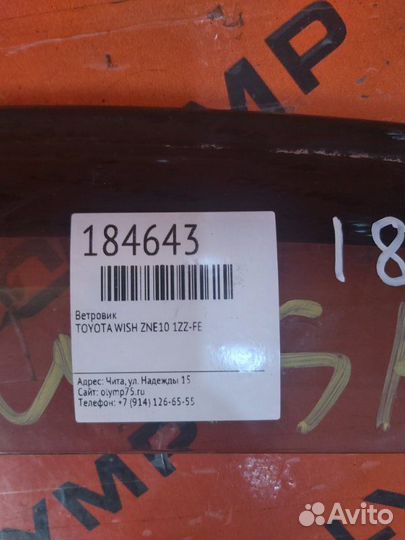 184643
Ветровик
TOYOTA WISH ZNE10 1ZZ-FE
Адрес: Чита, ул. Надежды 15
Сайт: olymp75.ru
Телефон: +7 (914) 126-65-55
18
Avito